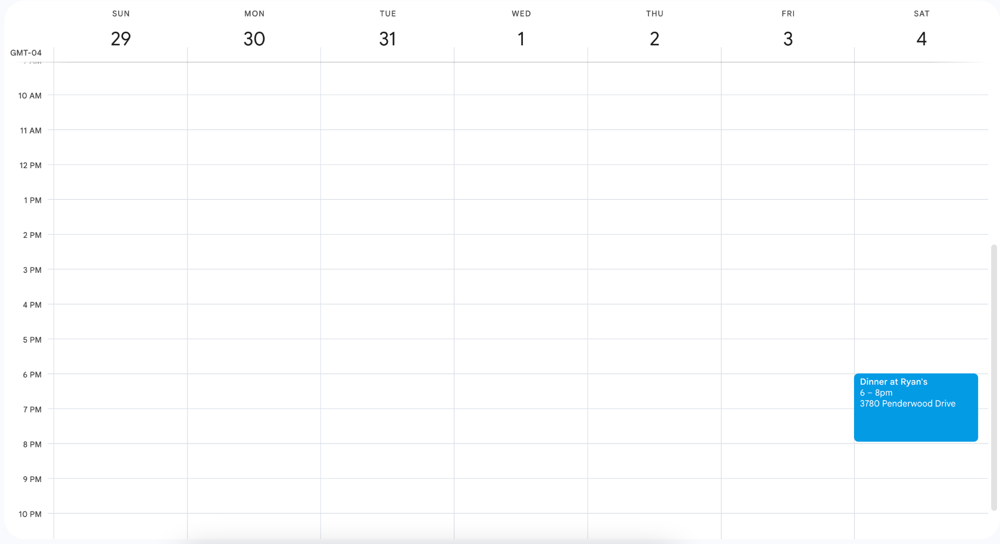 SUN
MON
TUE
WED
THU
FRI
SAT
29
30
31
1
2
3
4
GMT-04
10 AM
11 AM
12 PM
1 PM
2 PM
3 PM
4 PM
5 PM
6 PM
Dinner at Ryan's
6 – 8pm
3780 Penderwood Drive
7 PM
8 PM
9 PM
10 PM